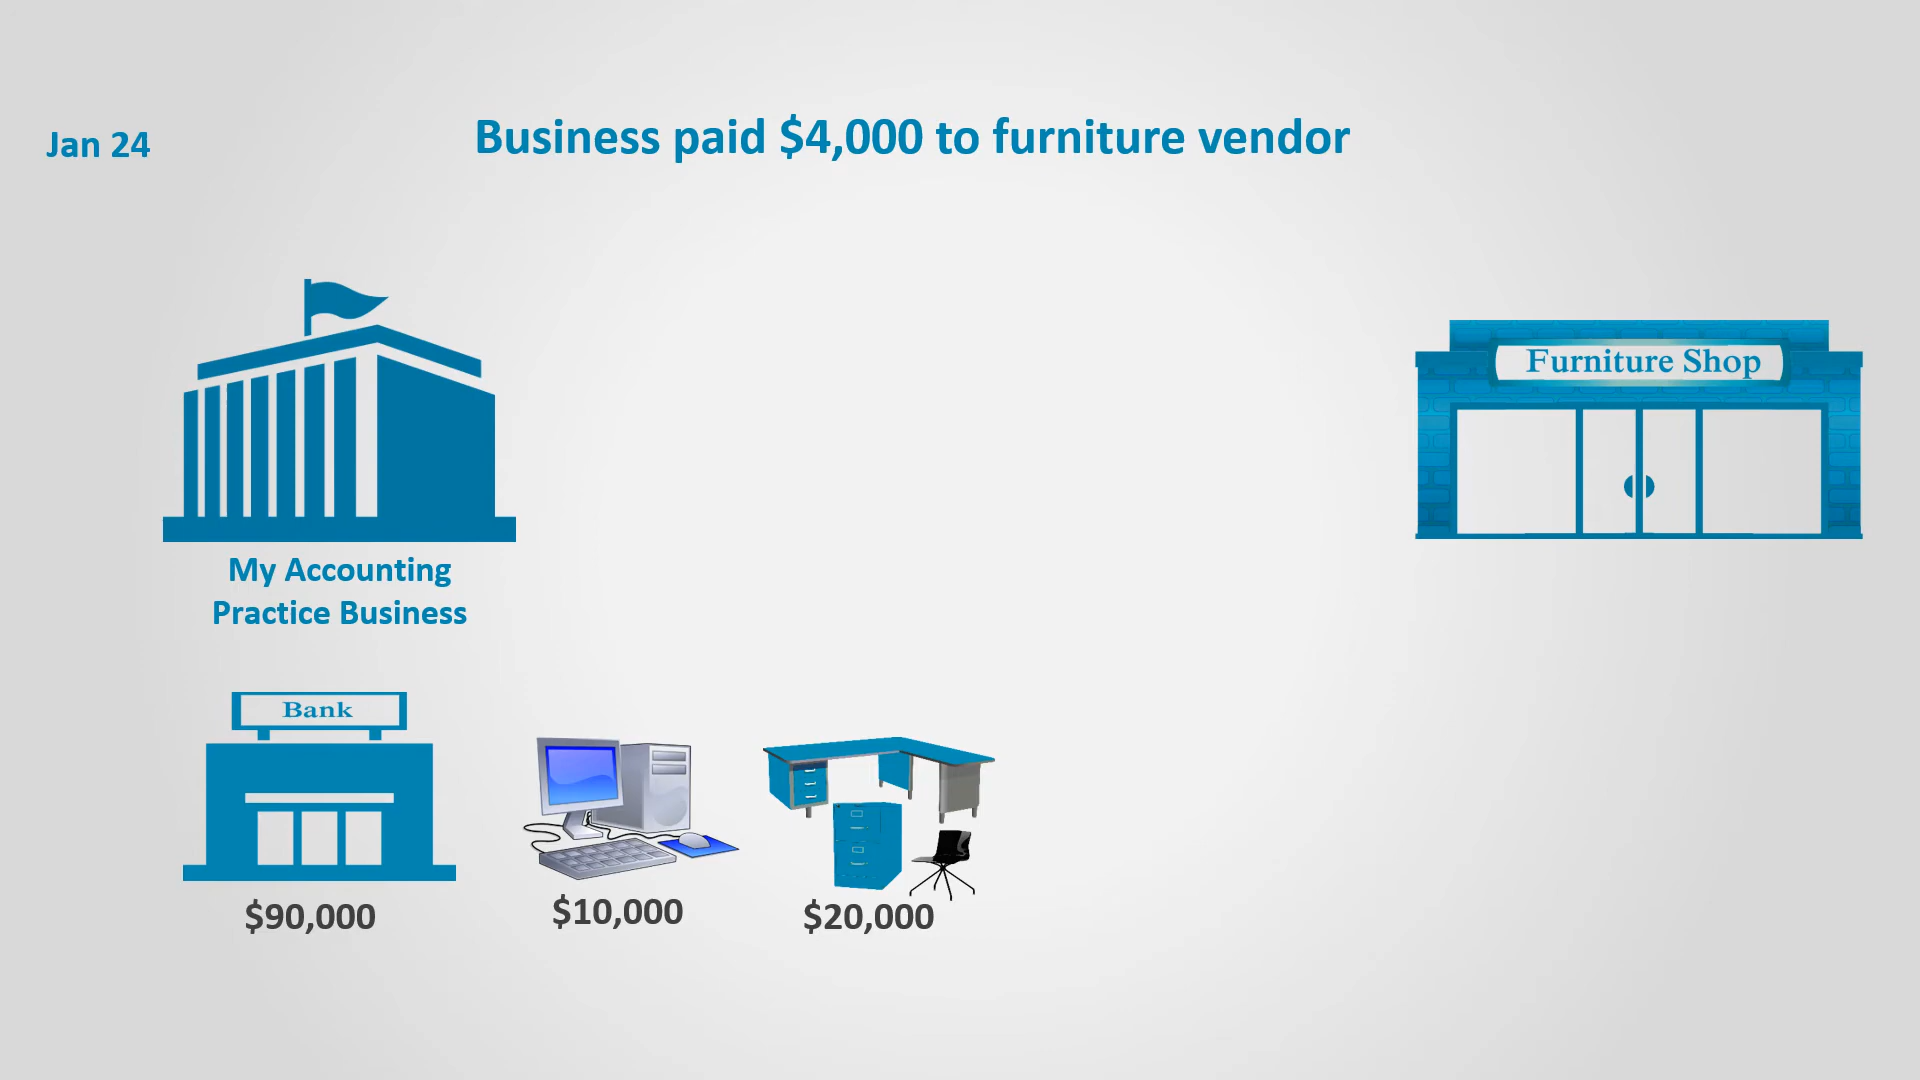 Jan 24
Business paid $4,000 to furniture vendor
Furniture Shop
My Accounting
Practice Business
Bank
$90,000
$10,000
$20,000